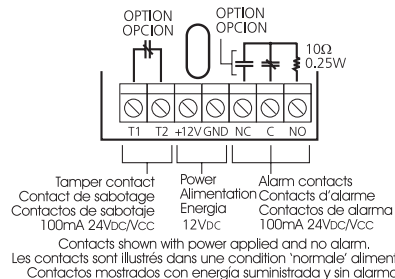 OPTION
OPCION
OPTION
OPCION
10Ω
0.25W
T1 T2 +12V GND NC C NO
Tamper contact
Contact de sabotage
Contactos de sabotaje
100mA 24VDC/VCC
Power
Alimentation
Energia
12VDC
Alarm contacts
Contacts d'alarme
Contactos de alarma
100mA 24VDC/VCC
Contacts shown with power applied and no alarm.
Les contacts sont illustrés dans une condition 'normale' aliment
Contactos mostrados con energía suministrada y sin alarma